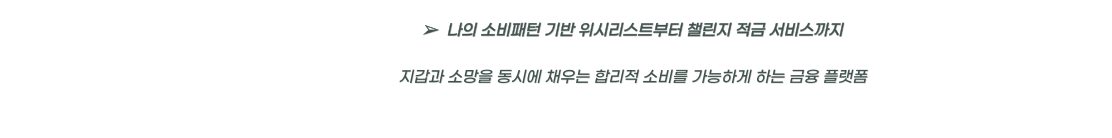 ➢ 나의 소비패턴 기반 위시리스트부터 챌린지 적금 서비스까지
지갑과 소망을 동시에 채우는 합리적 소비를 가능하게 하는 금융 플랫폼